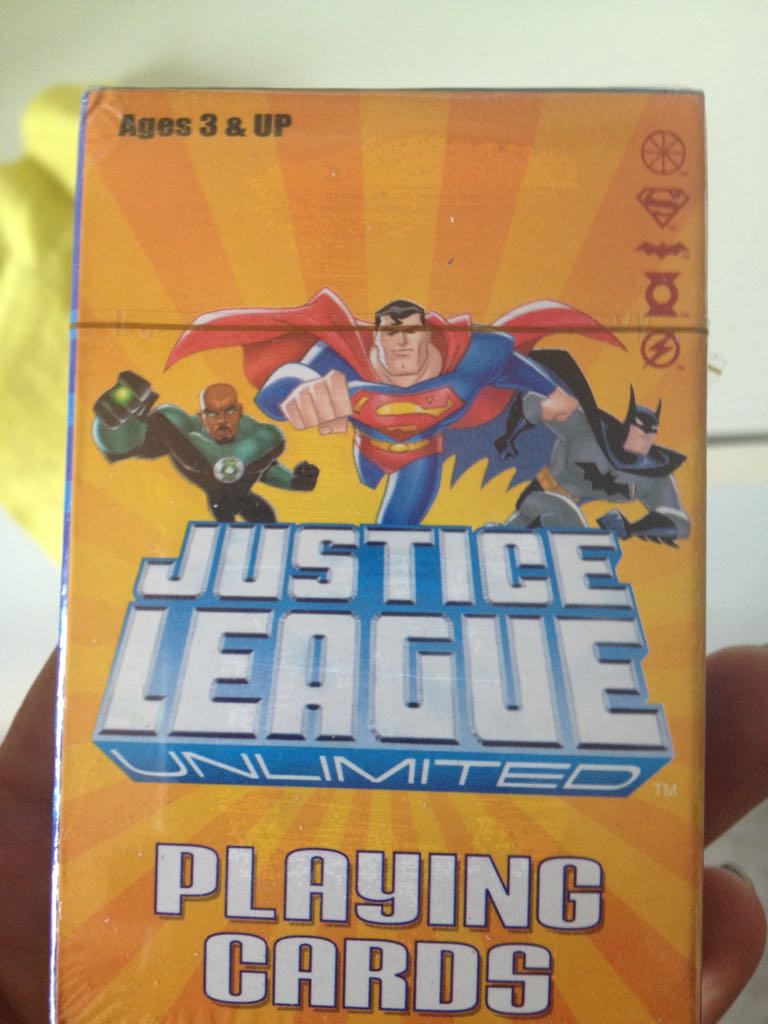 Ages 3 & UP
JUSTICE
LEAGUE
UNLIMITED TM
PLAYING
CARDS